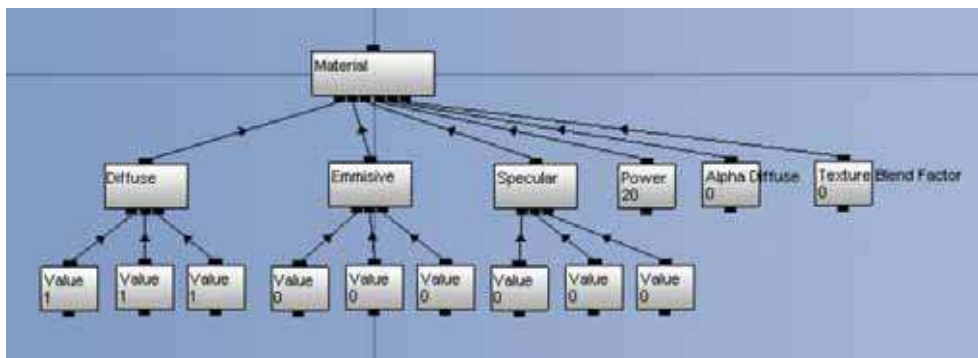 Material
Diffuse
Emmisive
Specular
Power
20
Alpha Diffuse
0
Texture Blend Factor
0
Value
1
Value
1
Value
1
Value
0
Value
0
Value
0
Value
0
Value
0
Value
0